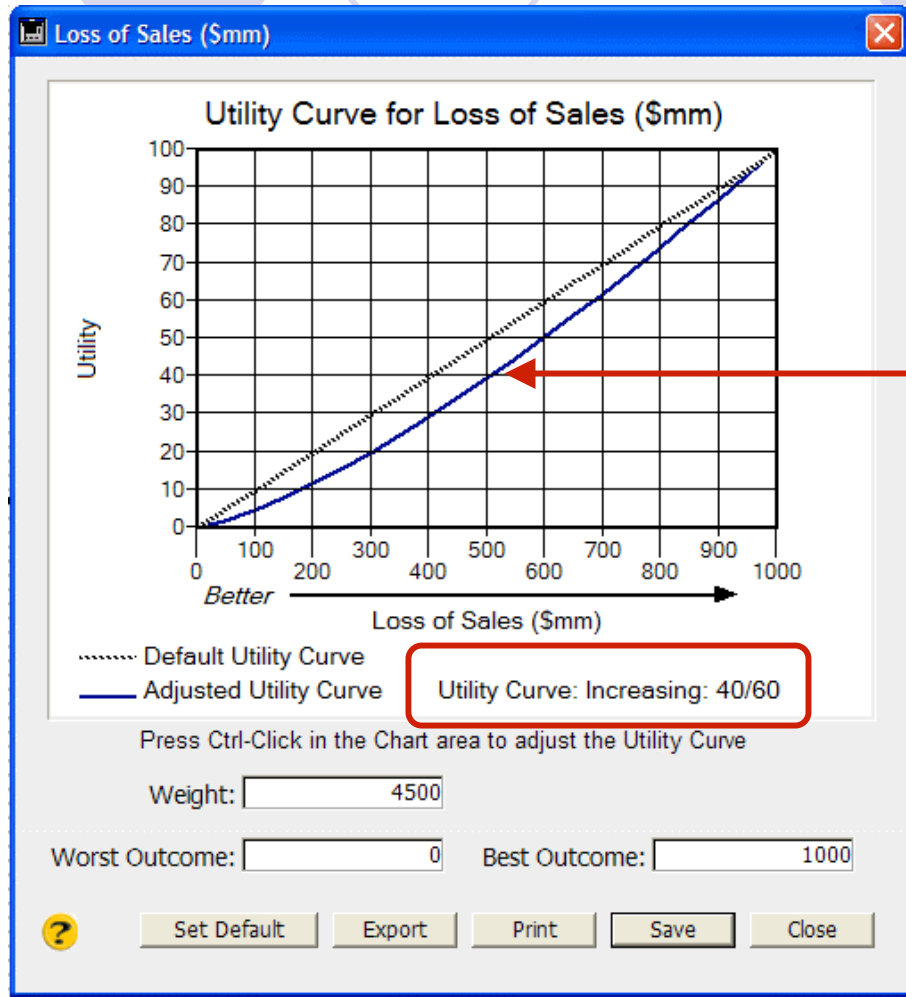 Loss of Sales ($mm)
Utility Curve for Loss of Sales ($mm)
100
90
80
70
60
50
40
30
20
10
0
Utility
100 300 500 700 900
0 200 400 600 800 1000
Better
Loss of Sales ($mm)
Default Utility Curve
Adjusted Utility Curve Utility Curve: Increasing: 40/60
Press Ctrl-Click in the Chart area to adjust the Utility Curve
Weight: 4500
Worst Outcome: 0 Best Outcome: 1000
? Set Default Export Print Save Close